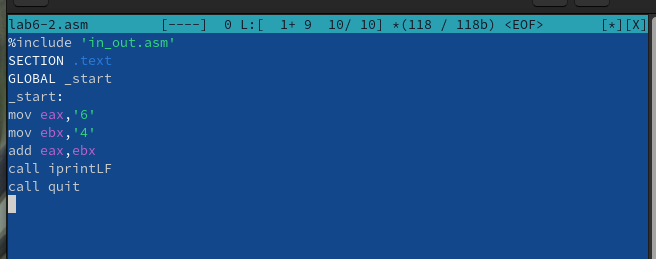 lab6-2.asm [----] 0 L:[ 1+ 9 10/ 10] *(118 / 118b) <EOF> [*][X]
%include 'in_out.asm'
SECTION .text
GLOBAL _start
_start:
mov eax,'6'
mov ebx,'4'
add eax,ebx
call iprintLF
call quit